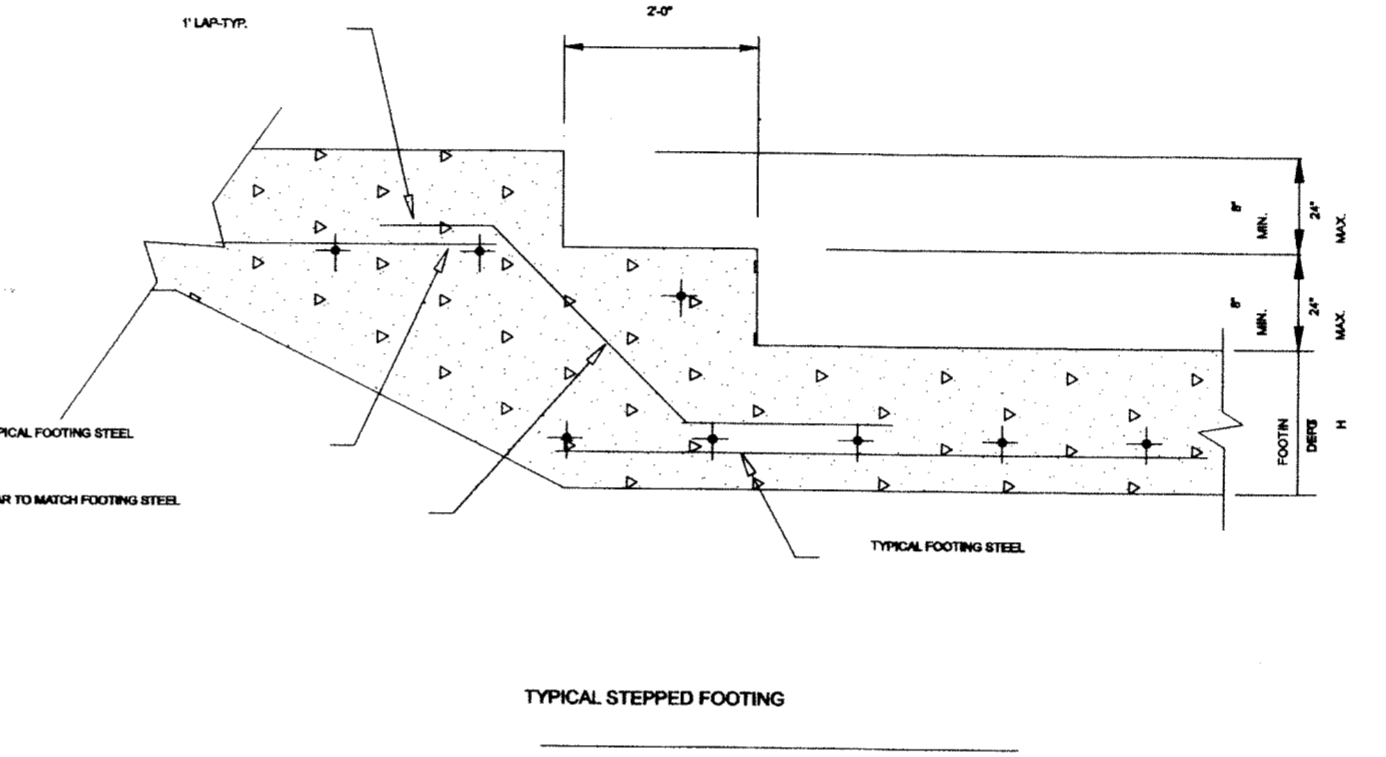 2'-0"
1' LAP-TYP.
8"
MIN.
24"
MAX.
8"
MIN.
24"
MAX.
PICAL FOOTING STEEL
FOOTIN
H
AR TO MATCH FOOTING STEEL
TYPICAL FOOTING STEEL
TYPICAL STEPPED FOOTING